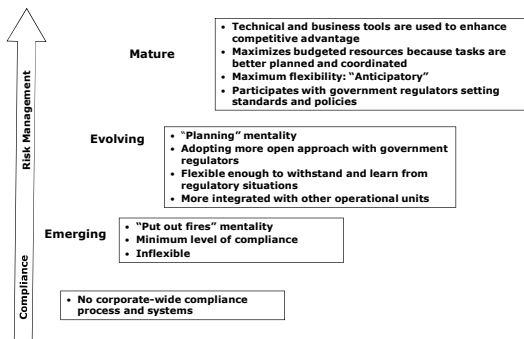 • Technical and business tools are used to enhance
competitive advantage
• Maximizes budgeted resources because tasks are
better planned and coordinated
• Maximum flexibility: “Anticipatory”
• Participates with government regulators setting
standards and policies
Mature
Evolving
• “Planning” mentality
• Adopting more open approach with government
regulators
• Flexible enough to withstand and learn from
regulatory situations
• More integrated with other operational units
Emerging
• “Put out fires” mentality
• Minimum level of compliance
• Inflexible
• No corporate-wide compliance
process and systems
Risk Management
Compliance